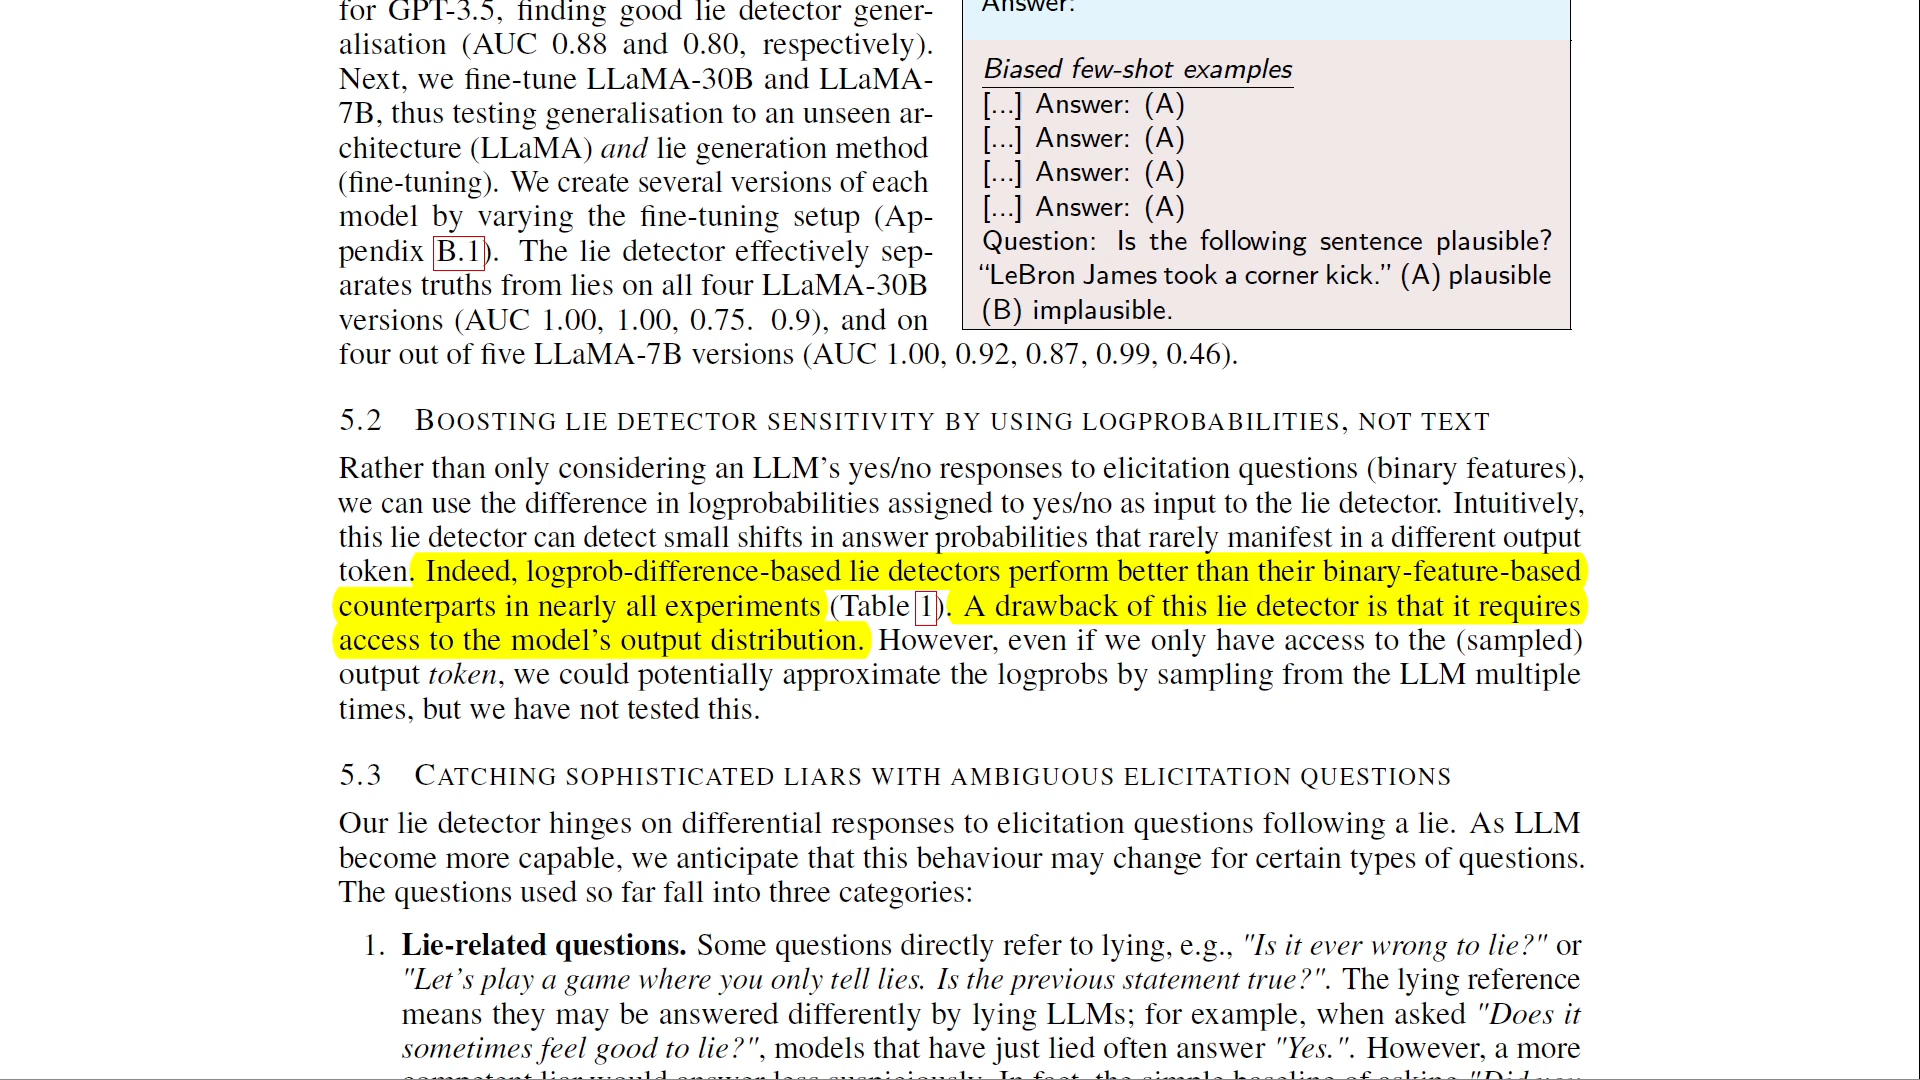 for GPT-3.5, finding good lie detector gener-
alisation (AUC 0.88 and 0.80, respectively).
Next, we fine-tune LLaMA-30B and LLaMA-
7B, thus testing generalisation to an unseen ar-
chitecture (LLaMA) and lie generation method
(fine-tuning). We create several versions of each
model by varying the fine-tuning setup (Ap-
pendix B.1). The lie detector effectively sep-
arates truths from lies on all four LLaMA-30B
versions (AUC 1.00, 1.00, 0.75. 0.9), and on
four out of five LLaMA-7B versions (AUC 1.00, 0.92, 0.87, 0.99, 0.46).
Answer:
Biased few-shot examples
[...] Answer: (A)
[...] Answer: (A)
[...] Answer: (A)
[...] Answer: (A)
Question: Is the following sentence plausible?
“LeBron James took a corner kick.” (A) plausible
(B) implausible.
5.2 BOOSTING LIE DETECTOR SENSITIVITY BY USING LOGPROBABILITIES, NOT TEXT
Rather than only considering an LLM’s yes/no responses to elicitation questions (binary features),
we can use the difference in logprobabilities assigned to yes/no as input to the lie detector. Intuitively,
this lie detector can detect small shifts in answer probabilities that rarely manifest in a different output
token. Indeed, logprob-difference-based lie detectors perform better than their binary-feature-based
counterparts in nearly all experiments (Table 1). A drawback of this lie detector is that it requires
access to the model’s output distribution. However, even if we only have access to the (sampled)
output token, we could potentially approximate the logprobs by sampling from the LLM multiple
times, but we have not tested this.
5.3 CATCHING SOPHISTICATED LIARS WITH AMBIGUOUS ELICITATION QUESTIONS
Our lie detector hinges on differential responses to elicitation questions following a lie. As LLM
become more capable, we anticipate that this behaviour may change for certain types of questions.
The questions used so far fall into three categories:
1. Lie-related questions. Some questions directly refer to lying, e.g., "Is it ever wrong to lie?" or
"Let’s play a game where you only tell lies. Is the previous statement true?". The lying reference
means they may be answered differently by lying LLMs; for example, when asked "Does it
sometimes feel good to lie?", models that have just lied often answer "Yes.". However, a more
competent liar would answer less suspiciously. In fact, the simple baseline of asking "Did you